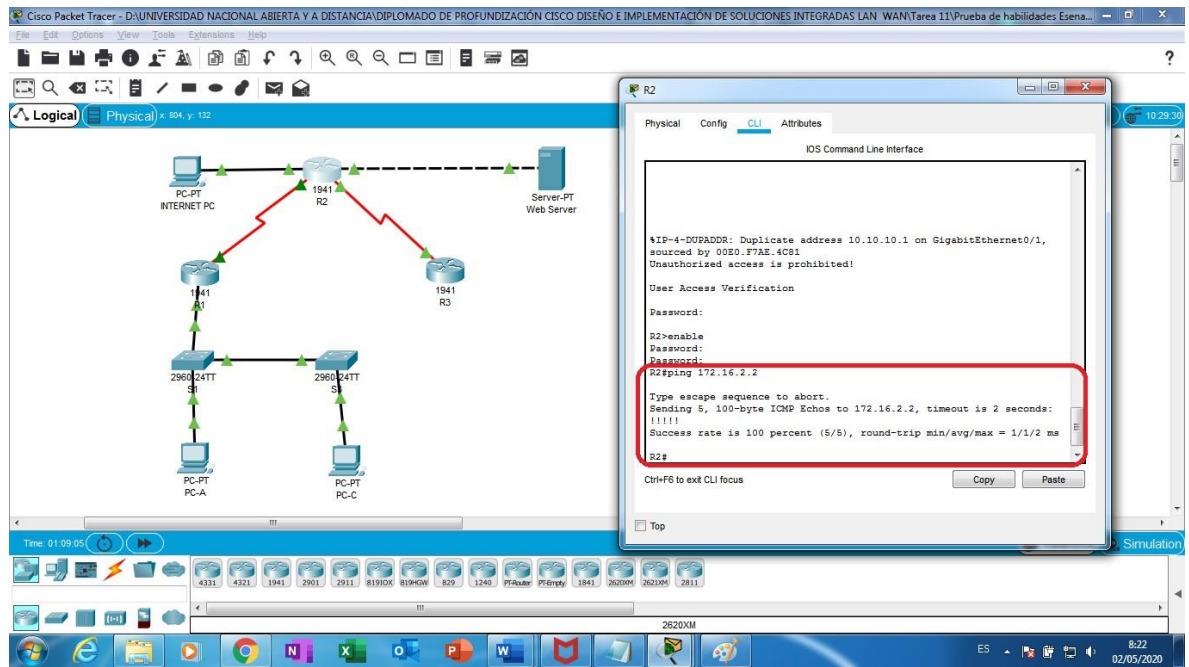 Cisco Packet Tracer - D:\UNIVERSIDAD NACIONAL ABIERTA Y A DISTANCIA\DIPLOMADO DE PROFUNDIZACIÓN CISCO DISEÑO E IMPLEMENTACIÓN DE SOLUCIONES INTEGRADAS LAN WAN\Tarea 11\Prueba de habilidades Esena...
File Edit Options View Tools Extensions Help
?
Logical Physical x: 804, y: 132
10:29:30
PC-PT
INTERNET PC
1941
R2
Server-PT
Web Server
1941
R1
1941
R3
2960-24TT
S1
2960-24TT
PC-PT
PC-A
PC-PT
PC-C
R2
Physical Config CLI Attributes
IOS Command Line Interface
%IP-4-DUPADDR: Duplicate address 10.10.10.1 on GigabitEthernet0/1,
sourced by 00E0.F7AE.4C81
Unauthorized access is prohibited!
User Access Verification
Password:
R2>enable
Password:
Password:
R2#ping 172.16.2.2
Type escape sequence to abort.
Sending 5, 100-byte ICMP Echos to 172.16.2.2, timeout is 2 seconds:
!!!!!
Success rate is 100 percent (5/5), round-trip min/avg/max = 1/1/2 ms
R2#
Ctrl+F6 to exit CLI focus
Copy Paste
Top
Time: 01:09:05
Simulation
4331 4321 1941 2901 2911 819IOX 819HGW 829 1240 PT-Router PT-Empty 1841 2620XM 2621XM 2811
2620XM
ES
8:22
02/05/2020